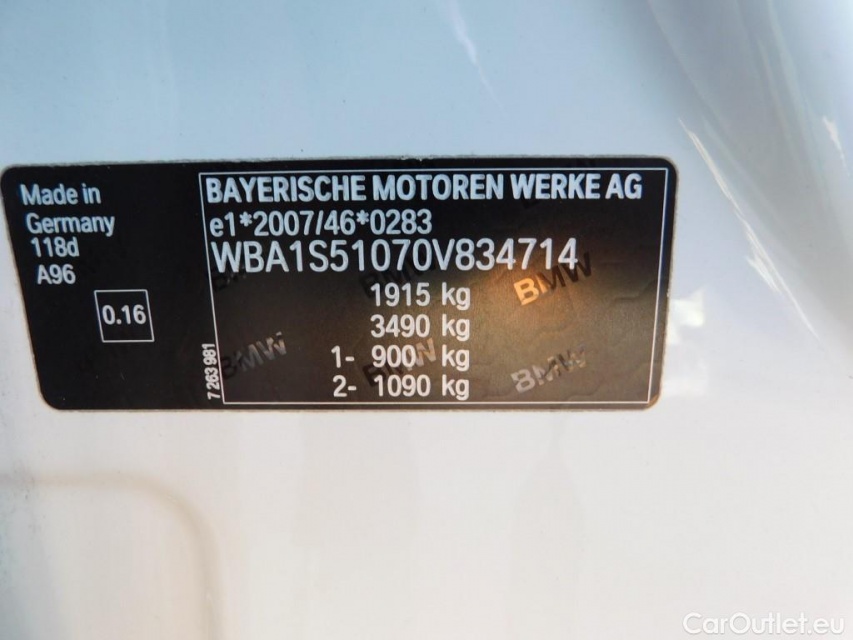 Made in
Germany
118d
A96
0.16
7 263 981
BAYERISCHE MOTOREN WERKE AG
e1*2007/46*0283
WBA1S51070V834714
1915 kg
3490 kg
1- 900 kg
2- 1090 kg
BMW
BMW
BMW
BMW
CarOutlet.eu